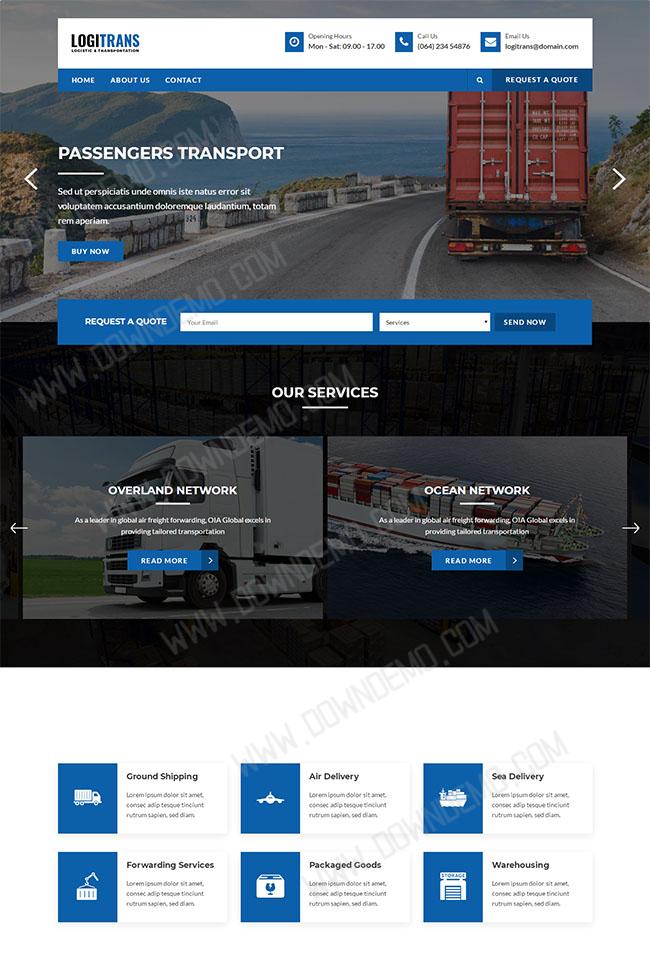 LOGITRANS
LOGISTIC & TRANSPORTATION
Opening Hours
Mon - Sat: 09.00 - 17.00
Call Us
(064) 234 54876
Email Us
logitrans@domain.com
HOME
ABOUT US
CONTACT
REQUEST A QUOTE
PASSENGERS TRANSPORT
Sed ut perspiciatis unde omnis iste natus error sit
voluptatem accusantium doloremque laudantium, totam
rem aperiam.
BUY NOW
REQUEST A QUOTE
Your Email
Services
SEND NOW
OUR SERVICES
OVERLAND NETWORK
As a leader in global air freight forwarding, OIA Global excels in
providing tailored transportation
READ MORE
OCEAN NETWORK
As a leader in global air freight forwarding, OIA Global excels in
providing tailored transportation
READ MORE
Ground Shipping
Lorem ipsum dolor sit amet,
consec adip tesque tinciunt
rutrum sapien, sed diam.
Air Delivery
Lorem ipsum dolor sit amet,
consec adip tesque tinciunt
rutrum sapien, sed diam.
Sea Delivery
Lorem ipsum dolor sit amet,
consec adip tesque tinciunt
rutrum sapien, sed diam.
Forwarding Services
Lorem ipsum dolor sit amet,
consec adip tesque tinciunt
rutrum sapien, sed diam.
Packaged Goods
Lorem ipsum dolor sit amet,
consec adip tesque tinciunt
rutrum sapien, sed diam.
STORAGE
Warehousing
Lorem ipsum dolor sit amet,
consec adip tesque tinciunt
rutrum sapien, sed diam.
WWW.DOWNDEMO.COM
WWW.DOWNDEMO.COM
WWW.DOWNDEMO.COM
WWW.DOWNDEMO.COM